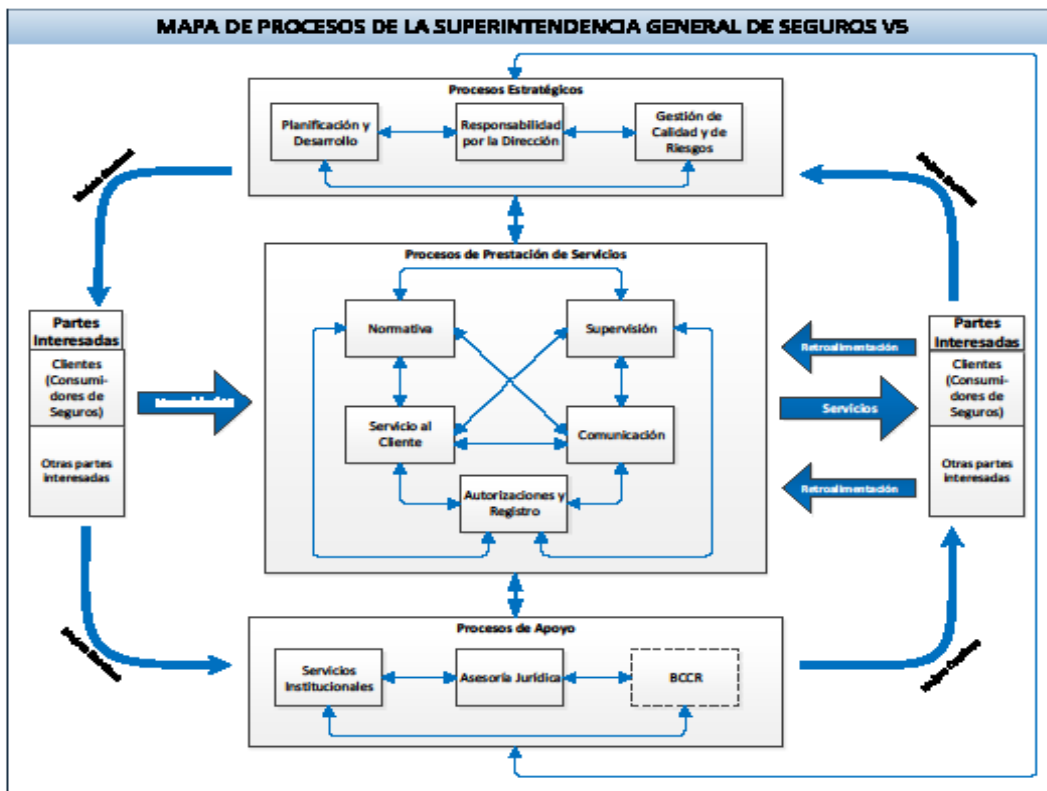 MAPA DE PROCESOS DE LA SUPERINTENDENCIA GENERAL DE SEGUROS V5
Procesos Estratégicos
Planificación y
Desarrollo
Responsabilidad
por la Dirección
Gestión de
Calidad y de
Riesgos
Procesos de Prestación de Servicios
Normativa
Supervisión
Servicio al
Cliente
Comunicación
Autorizaciones y
Registro
Partes
Interesadas
Clientes
(Consumi-
dores de
Seguros)
Otras partes
interesadas
Retroalimentación
Servicios
Retroalimentación
Partes
Interesadas
Clientes
(Consumi-
dores de
Seguros)
Otras partes
interesadas
Procesos de Apoyo
Servicios
Institucionales
Asesoría Jurídica
BCCR